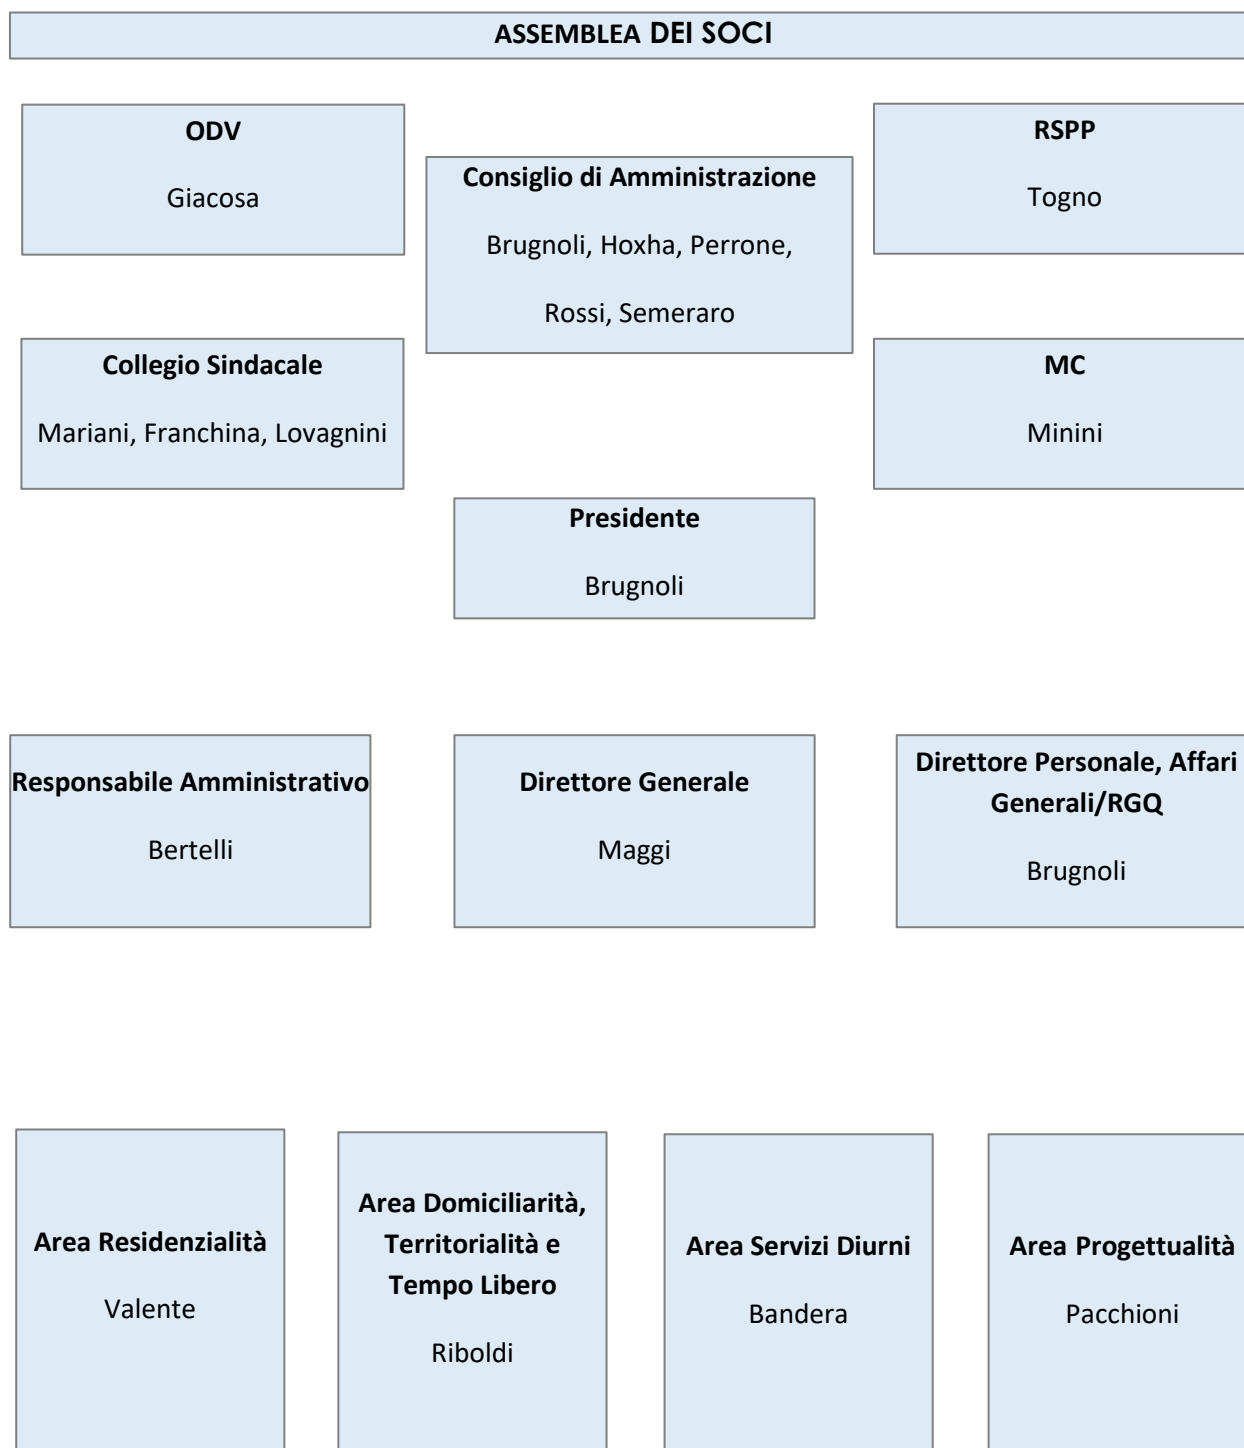 ASSEMBLEA DEI SOCI
ODV
Giacosa
Consiglio di Amministrazione
Brugnoli, Hoxha, Perrone,
Rossi, Semeraro
RSPP
Togno
Collegio Sindacale
Mariani, Franchina, Lovagnini
MC
Minini
Presidente
Brugnoli
Responsabile Amministrativo
Bertelli
Direttore Generale
Maggi
Direttore Personale, Affari
Generali/RGQ
Brugnoli
Area Residenzialità
Valente
Area Domiciliarità,
Territorialità e
Tempo Libero
Riboldi
Area Servizi Diurni
Bandera
Area Progettualità
Pacchioni